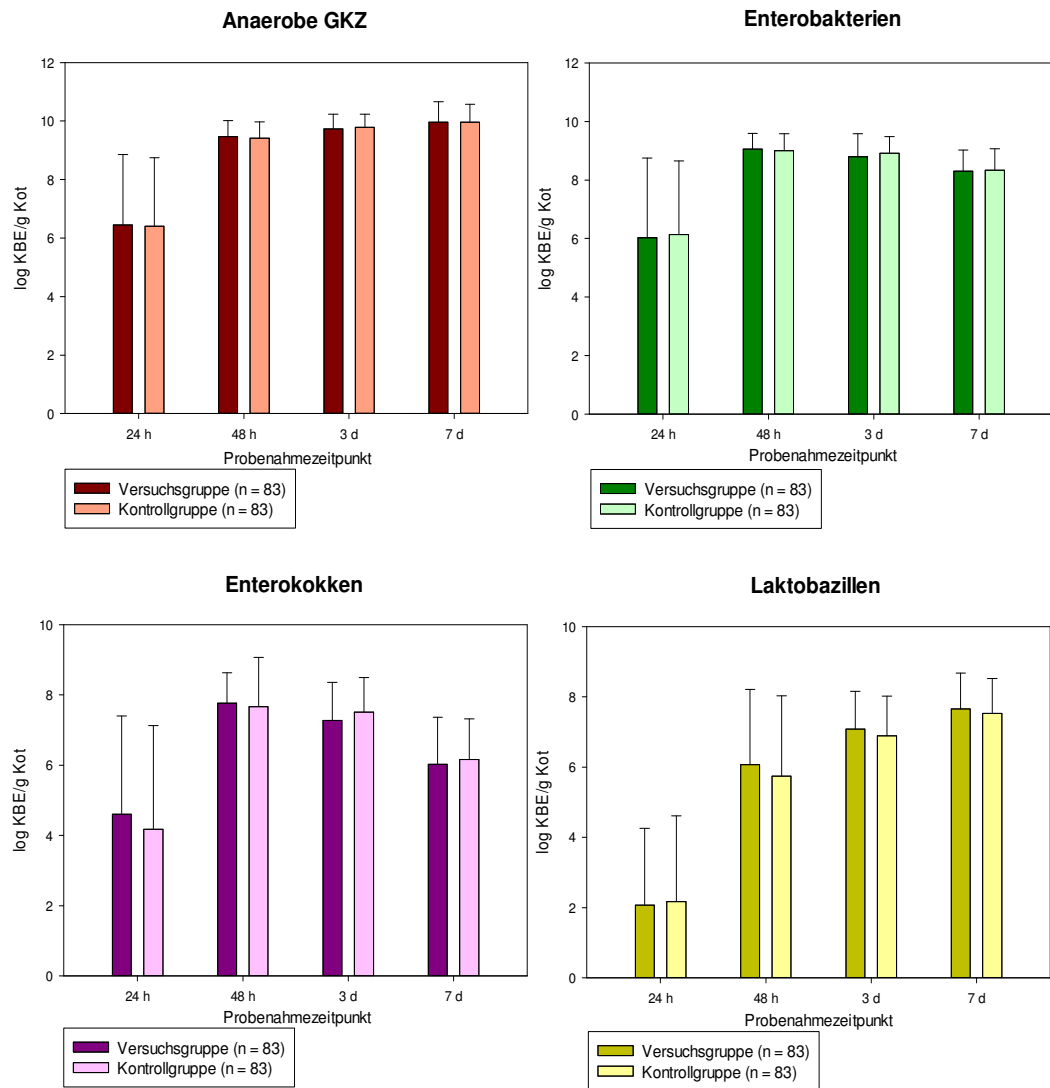 Anaerobe GKZ
12
10
8
6
4
2
0
log KBE/g Kot
24 h 48 h 3 d 7 d
Probenahmezeitpunkt
Versuchsgruppe (n = 83)
Kontrollgruppe (n = 83)
Enterobakterien
12
10
8
6
4
2
0
log KBE/g Kot
24 h 48 h 3 d 7 d
Probenahmezeitpunkt
Versuchsgruppe (n = 83)
Kontrollgruppe (n = 83)
Enterokokken
10
8
6
4
2
0
log KBE/g Kot
24 h 48 h 3 d 7 d
Probenahmezeitpunkt
Versuchsgruppe (n = 83)
Kontrollgruppe (n = 83)
Laktobazillen
10
8
6
4
2
0
log KBE/g Kot
24 h 48 h 3 d 7 d
Probenahmezeitpunkt
Versuchsgruppe (n = 83)
Kontrollgruppe (n = 83)